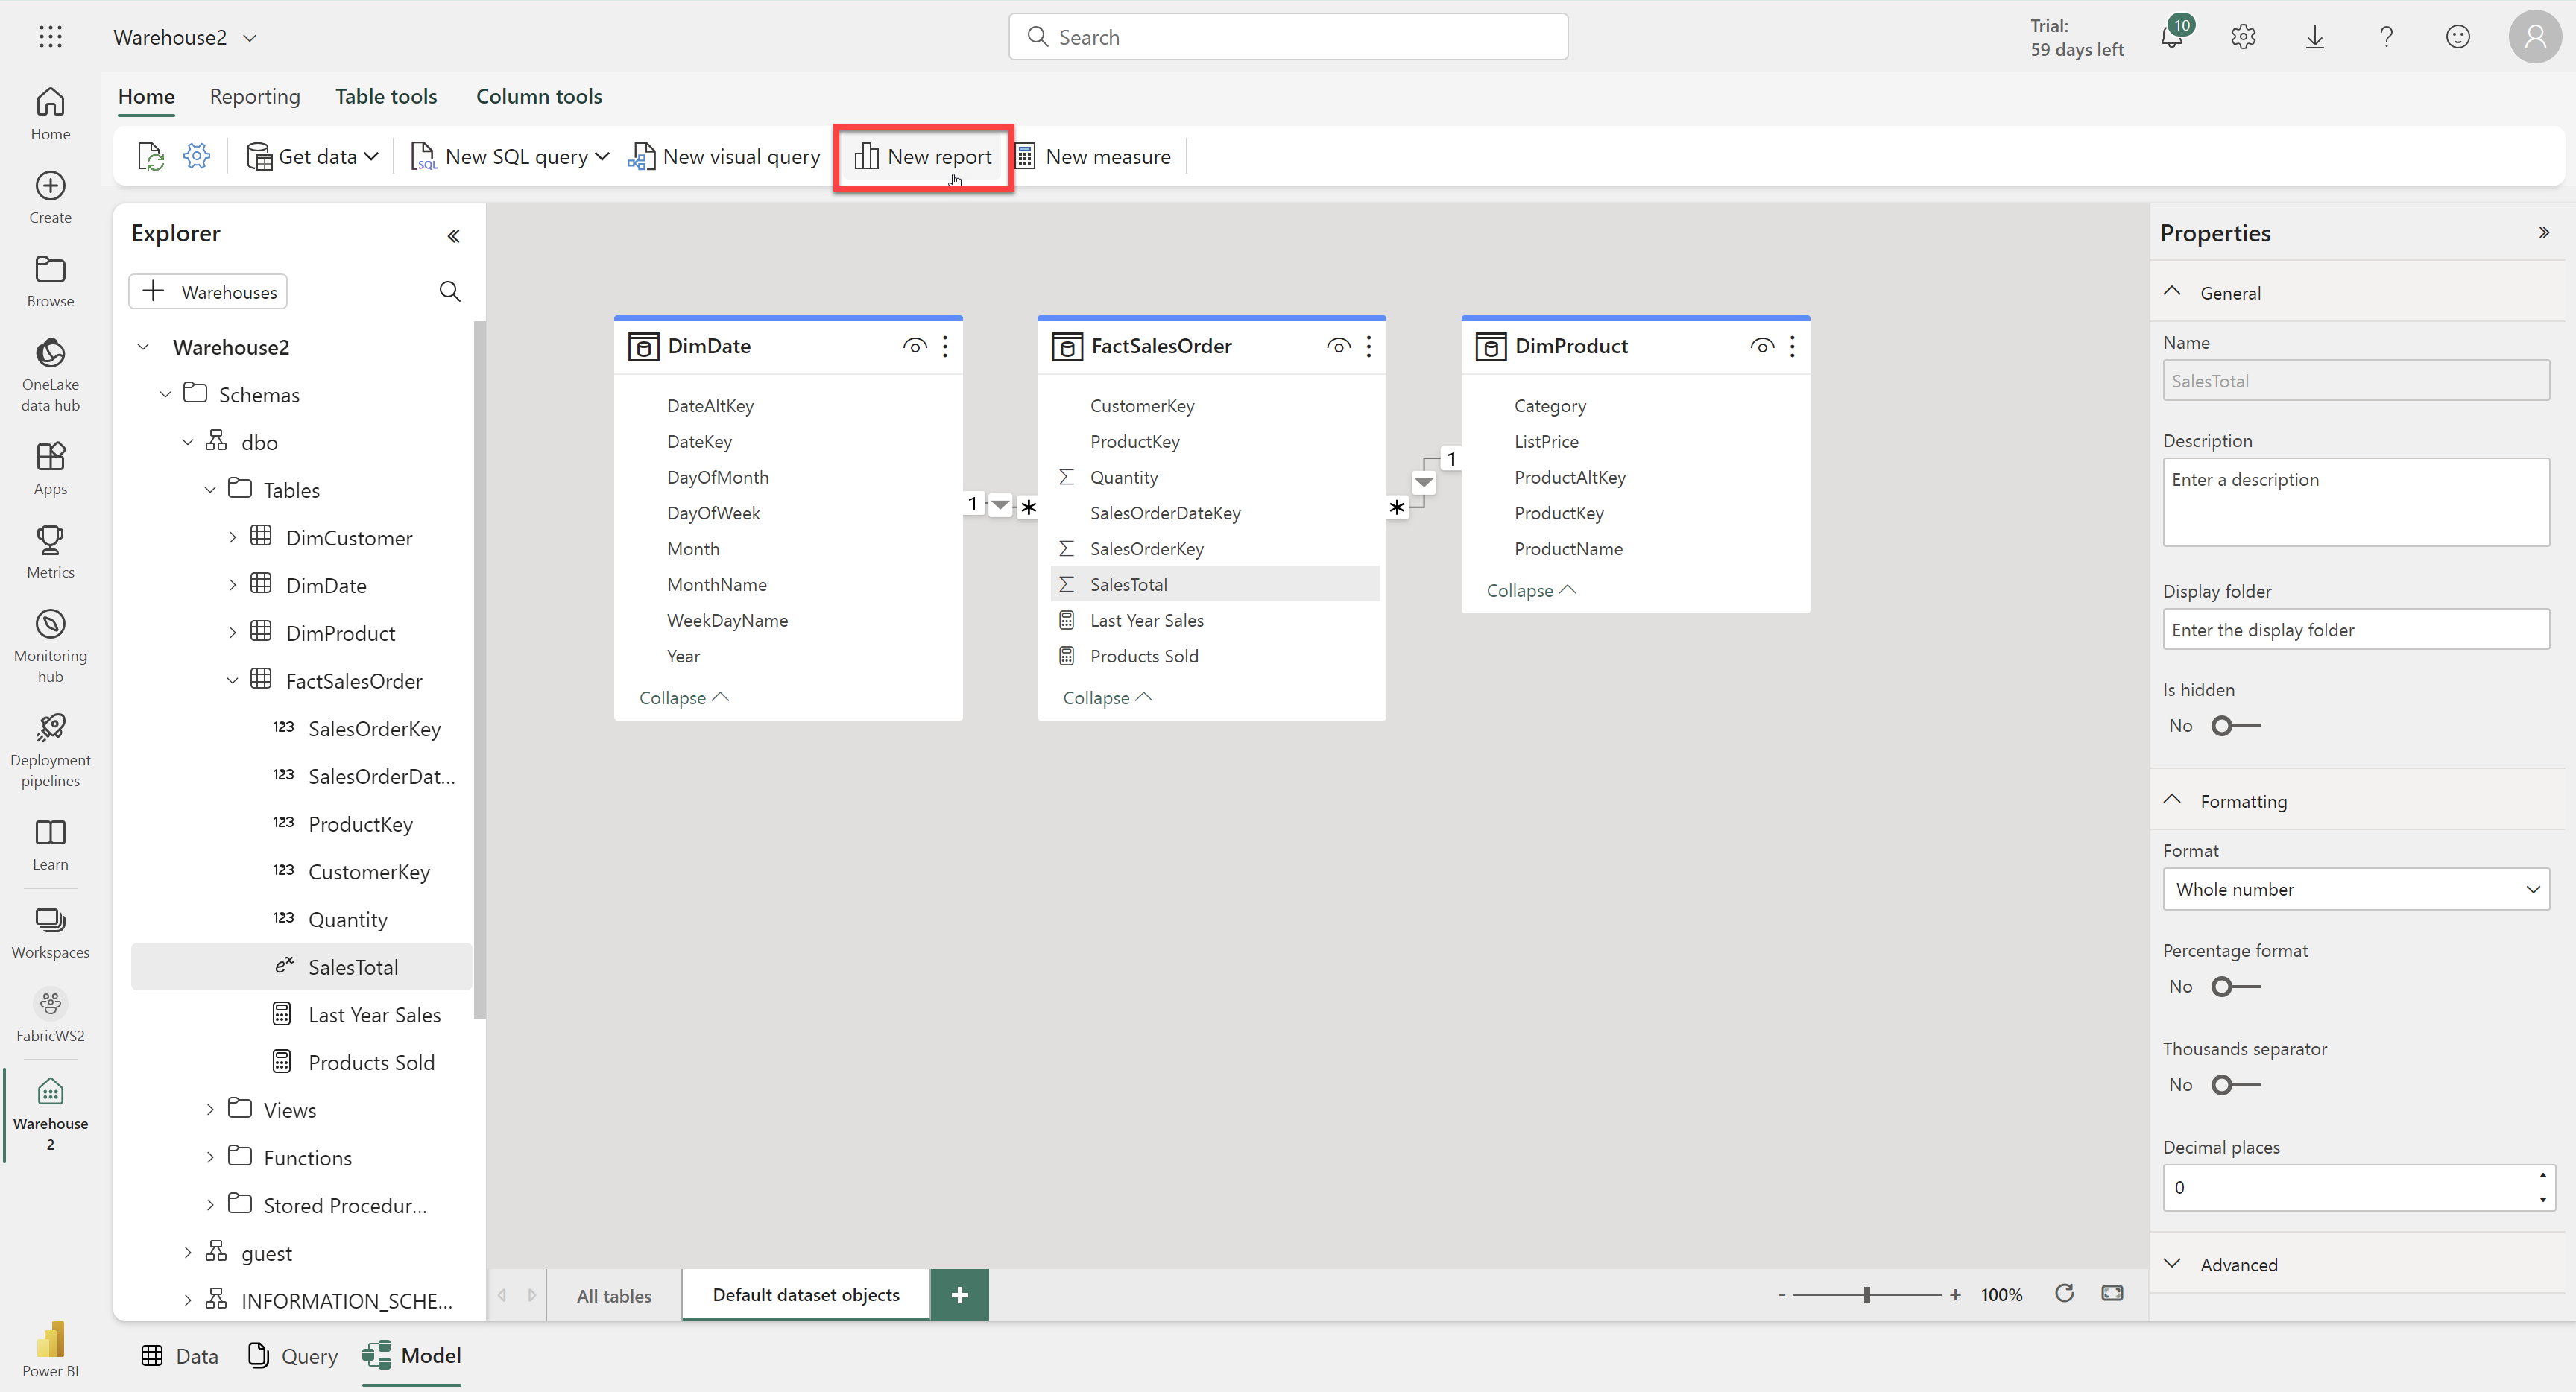 Warehouse2
Search
Trial:
59 days left
10
Home
Reporting
Table tools
Column tools
Get data
SQL
New SQL query
New visual query
New report
New measure
Home
Create
Browse
OneLake
data hub
Apps
Metrics
Monitoring
hub
Deployment
pipelines
Learn
Workspaces
FabricWS2
Warehouse
2
Power BI
Explorer
Warehouses
Warehouse2
Schemas
dbo
Tables
DimCustomer
DimDate
DimProduct
FactSalesOrder
123 SalesOrderKey
123 SalesOrderDat...
123 ProductKey
123 CustomerKey
123 Quantity
eˣ SalesTotal
Last Year Sales
Products Sold
Views
Functions
Stored Procedur...
guest
INFORMATION_SCHE...
DimDate
DateAltKey
DateKey
DayOfMonth
DayOfWeek
Month
MonthName
WeekDayName
Year
Collapse
1
*
FactSalesOrder
CustomerKey
ProductKey
Σ Quantity
SalesOrderDateKey
Σ SalesOrderKey
Σ SalesTotal
Last Year Sales
Products Sold
Collapse
*
1
DimProduct
Category
ListPrice
ProductAltKey
ProductKey
ProductName
Collapse
All tables
Default dataset objects
+
- + 100%
Data
Query
Model
Properties
General
Name
SalesTotal
Description
Enter a description
Display folder
Enter the display folder
Is hidden
No
Formatting
Format
Whole number
Percentage format
No
Thousands separator
No
Decimal places
0
Advanced